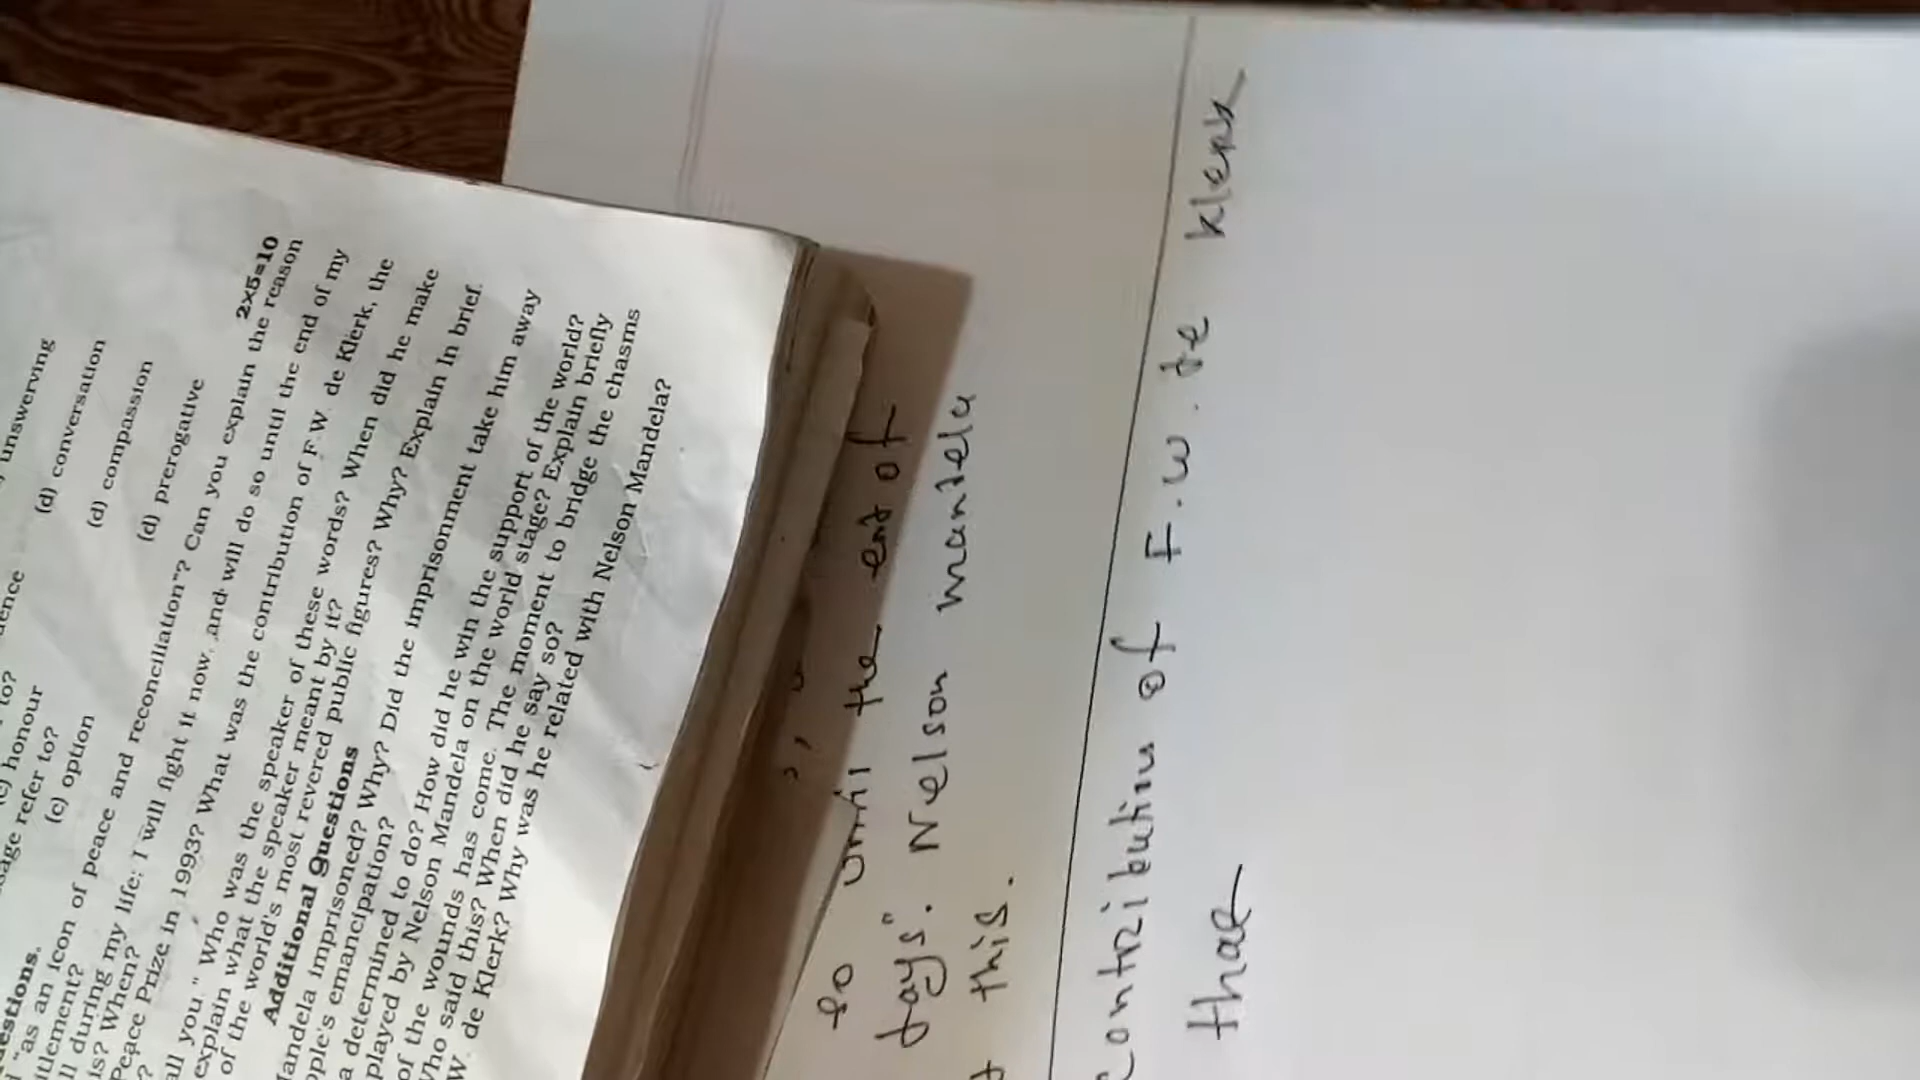 unswerving
(d) conversation
(d) compassion
(d) prerogative
to?
(c) honour
refer to?
(c) option
2×5=10
"as an icon of peace and reconciliation"? Can you explain the reason
during my life; I will fight it now, and will do so until the end of my
is? When?
Peace Prize in 1993? What was the contribution of F.W. de Klerk, the
all you." Who was the speaker of these words? When did he make
explain what the speaker meant by it?
of the world's most revered public figures? Why? Explain in brief.
Additional Questions
imprisoned? Why? Did the imprisonment take him away
emancipation?
a determined to do? How did he win the support of the world?
played by Nelson Mandela on the world stage? Explain briefly
of the wounds has come. The moment to bridge the chasms
said this? When did he say so?
de Klerk? Why was he related with Nelson Mandela?
so until the end of
days". Nelson mandela
this.
Contribution of F.W. de klerk
that